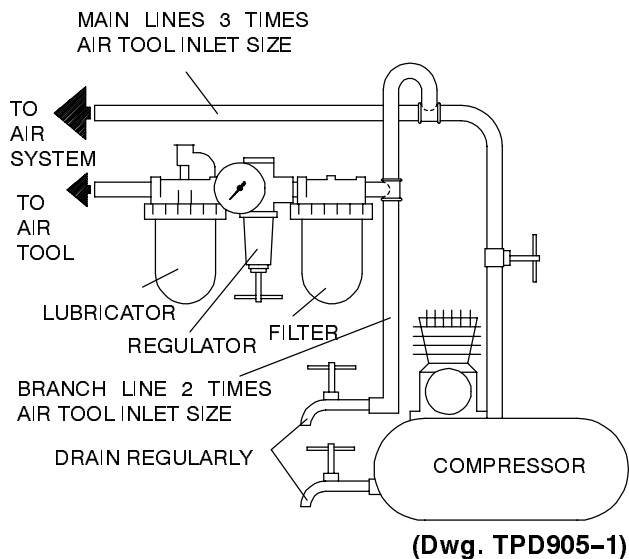 MAIN LINES 3 TIMES
AIR TOOL INLET SIZE
TO
AIR
SYSTEM
TO
AIR
TOOL
LUBRICATOR
REGULATOR
FILTER
BRANCH LINE 2 TIMES
AIR TOOL INLET SIZE
DRAIN REGULARLY
COMPRESSOR
(Dwg. TPD905–1)